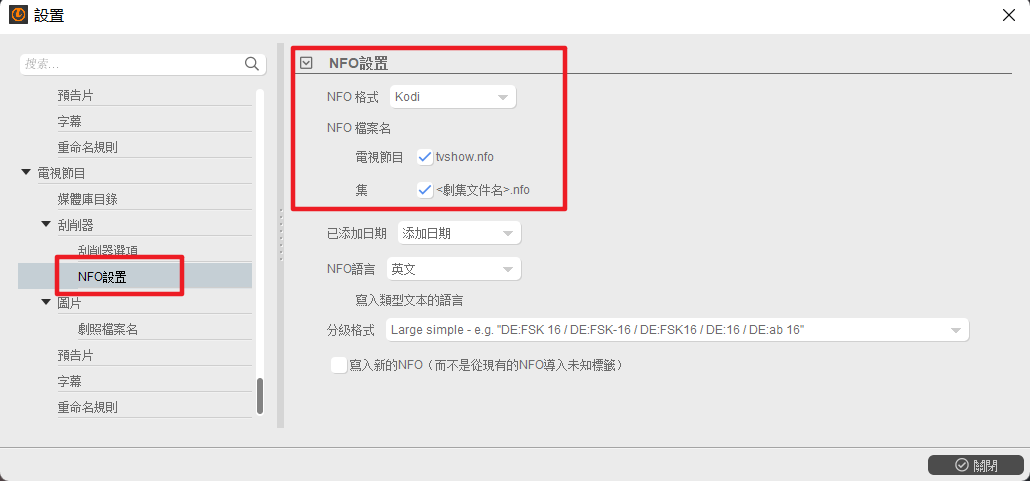 設置
搜索...
預告片
字幕
重命名規則
電視節目
媒體庫目錄
刮削器
刮削器選項
NFO設置
圖片
劇照檔案名
預告片
字幕
重命名規則
NFO設置
NFO 格式 Kodi
NFO 檔案名
電視節目 tvshow.nfo
集 <劇集文件名>.nfo
已添加日期 添加日期
NFO語言 英文
寫入類型文本的語言
分級格式 Large simple - e.g. "DE:FSK 16 / DE:FSK-16 / DE:FSK16 / DE:16 / DE:ab 16"
寫入新的NFO（而不是從現有的NFO導入未知標籤）
關閉